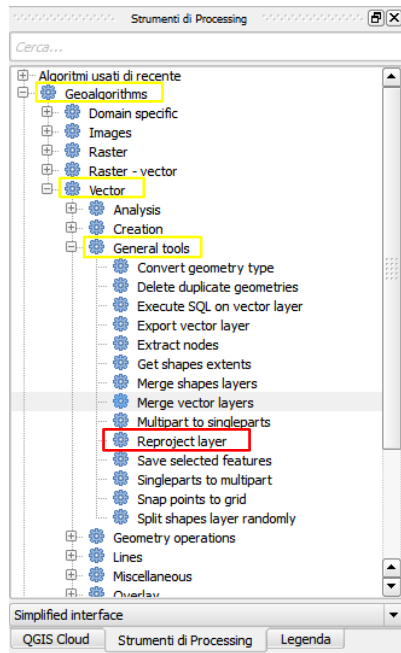 Strumenti di Processing
Cerca...
Algoritmi usati di recente
Geoalgorithms
Domain specific
Images
Raster
Raster - vector
Vector
Analysis
Creation
General tools
Convert geometry type
Delete duplicate geometries
Execute SQL on vector layer
Export vector layer
Extract nodes
Get shapes extents
Merge shapes layers
Merge vector layers
Multipart to singleparts
Reproject layer
Save selected features
Singleparts to multipart
Snap points to grid
Split shapes layer randomly
Geometry operations
Lines
Miscellaneous
Overlay
Simplified interface
QGIS Cloud Strumenti di Processing Legenda